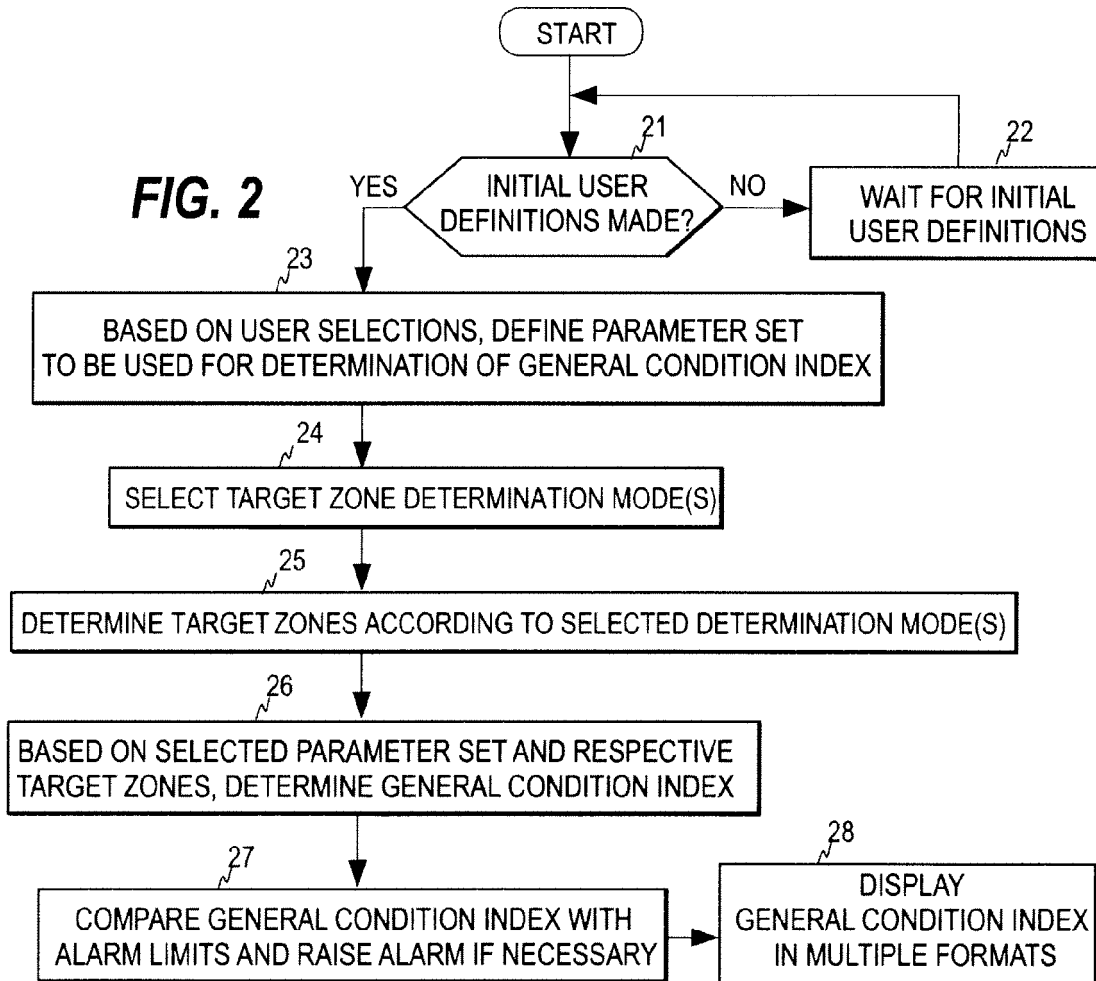 START
21
22
FIG. 2
YES
INITIAL USER
DEFINITIONS MADE?
NO
WAIT FOR INITIAL
USER DEFINITIONS
23
BASED ON USER SELECTIONS, DEFINE PARAMETER SET
TO BE USED FOR DETERMINATION OF GENERAL CONDITION INDEX
24
SELECT TARGET ZONE DETERMINATION MODE(S)
25
DETERMINE TARGET ZONES ACCORDING TO SELECTED DETERMINATION MODE(S)
26
BASED ON SELECTED PARAMETER SET AND RESPECTIVE
TARGET ZONES, DETERMINE GENERAL CONDITION INDEX
27
COMPARE GENERAL CONDITION INDEX WITH
ALARM LIMITS AND RAISE ALARM IF NECESSARY
28
DISPLAY
GENERAL CONDITION INDEX
IN MULTIPLE FORMATS